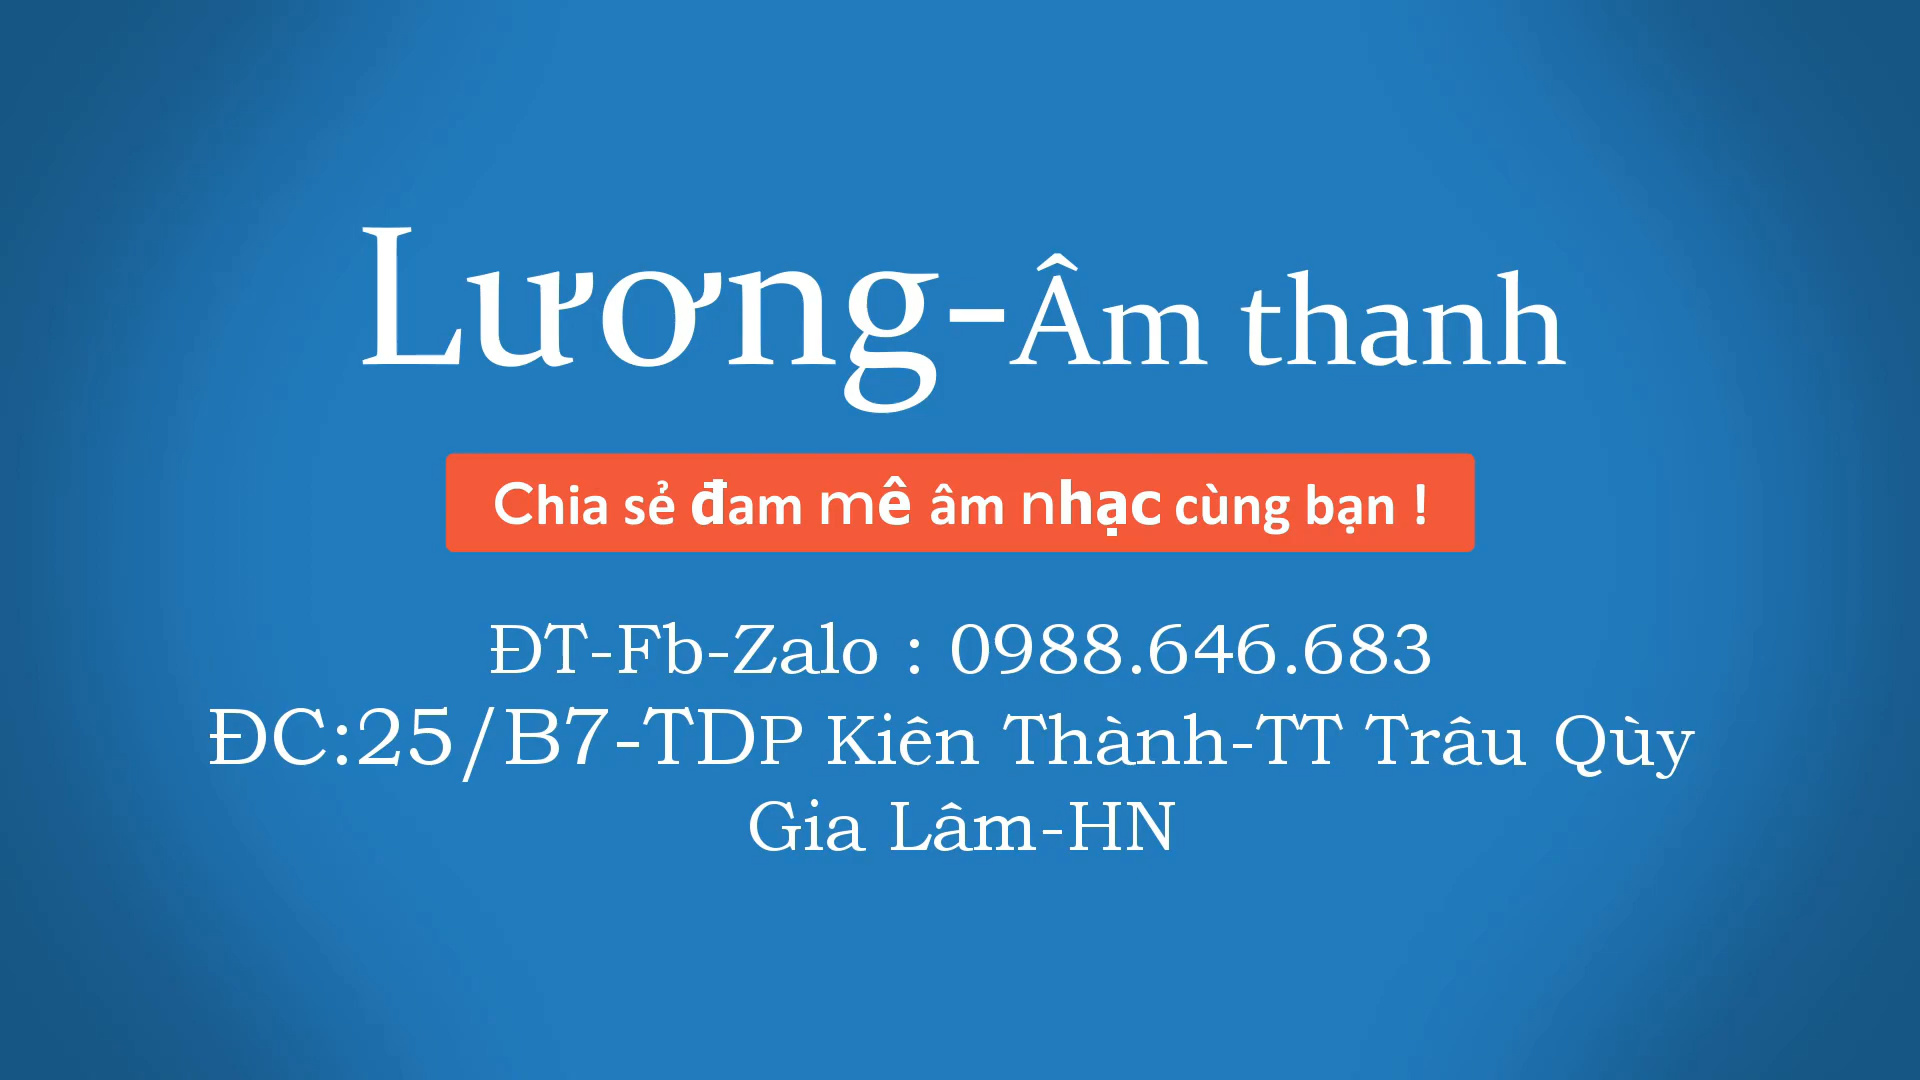 Lương-Âm thanh
Chia sẻ đam mê âm nhạc cùng bạn !
ĐT-Fb-Zalo : 0988.646.683
ĐC:25/B7-TDP Kiên Thành-TT Trâu Qùy
Gia Lâm-HN